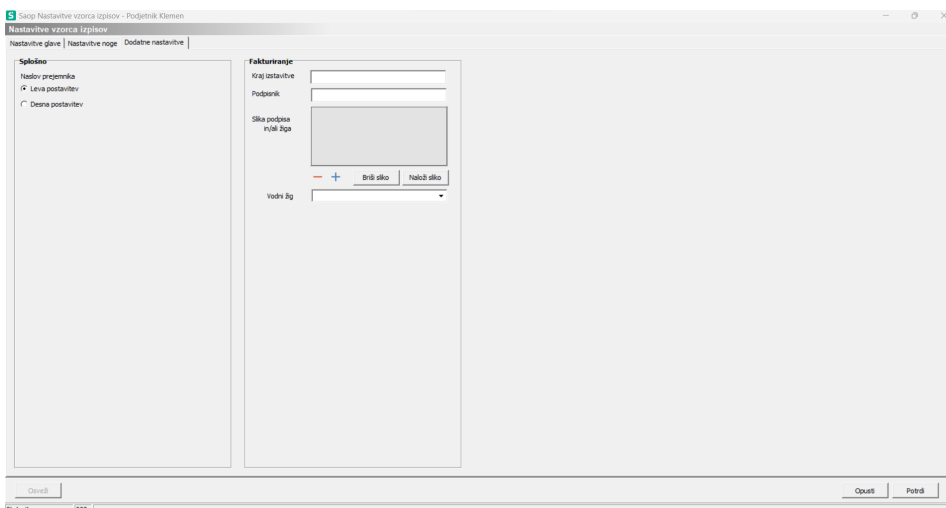 Saop Nastavitve vzorca izpisov - Podjetnik Klemen
Nastavitve vzorca izpisov
Nastavitve glave Nastavitve noge Dodatne nastavitve
Splošno
Naslov prejemnika
Leva postavitev
Desna postavitev
Fakturiranje
Kraj izstavitve
Podpisnik
Slika podpisa
in/ali žiga
Briši sliko Naloži sliko
Vodni žig
Osveži Opusti Potrdi